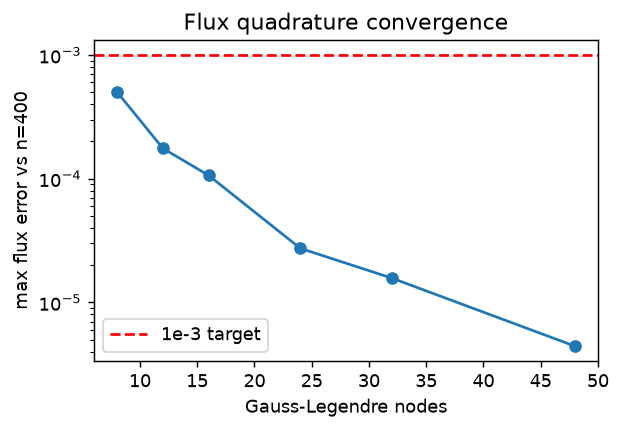 Flux quadrature convergence
max flux error vs n=400
10⁻³
10⁻⁴
10⁻⁵
1e-3 target
10 15 20 25 30 35 40 45 50
Gauss-Legendre nodes